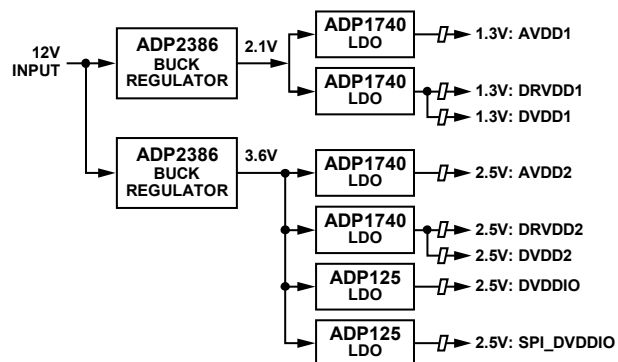 12V
INPUT
ADP2386
BUCK
REGULATOR
2.1V
ADP1740
LDO
1.3V: AVDD1
ADP1740
LDO
1.3V: DRVDD1
1.3V: DVDD1
ADP2386
BUCK
REGULATOR
3.6V
ADP1740
LDO
2.5V: AVDD2
ADP1740
LDO
2.5V: DRVDD2
2.5V: DVDD2
ADP125
LDO
2.5V: DVDDIO
ADP125
LDO
2.5V: SPI_DVDDIO